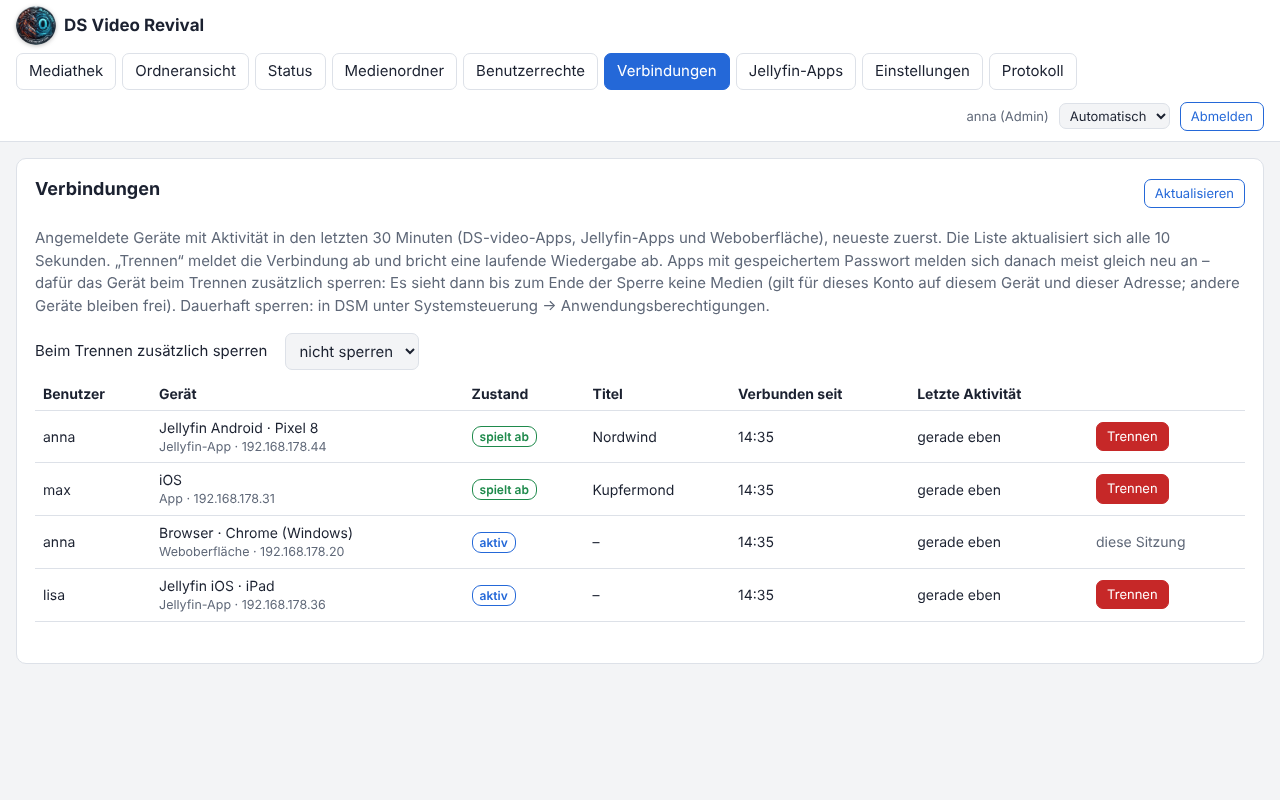 DS Video Revival
Mediathek Ordneransicht Status Medienordner Benutzerrechte Verbindungen Jellyfin-Apps Einstellungen Protokoll
anna (Admin) Automatisch Abmelden
Verbindungen
Aktualisieren
Angemeldete Geräte mit Aktivität in den letzten 30 Minuten (DS-video-Apps, Jellyfin-Apps und Weboberfläche), neueste zuerst. Die Liste aktualisiert sich alle 10
Sekunden. „Trennen“ meldet die Verbindung ab und bricht eine laufende Wiedergabe ab. Apps mit gespeichertem Passwort melden sich danach meist gleich neu an –
dafür das Gerät beim Trennen zusätzlich sperren: Es sieht dann bis zum Ende der Sperre keine Medien (gilt für dieses Konto auf diesem Gerät und dieser Adresse; andere
Geräte bleiben frei). Dauerhaft sperren: in DSM unter Systemsteuerung → Anwendungsberechtigungen.
Beim Trennen zusätzlich sperren nicht sperren
Benutzer Gerät Zustand Titel Verbunden seit Letzte Aktivität
anna Jellyfin Android · Pixel 8 spielt ab Nordwind 14:35 gerade eben Trennen
Jellyfin-App · 192.168.178.44
max iOS spielt ab Kupfermond 14:35 gerade eben Trennen
App · 192.168.178.31
anna Browser · Chrome (Windows) aktiv – 14:35 gerade eben diese Sitzung
Weboberfläche · 192.168.178.20
lisa Jellyfin iOS · iPad aktiv – 14:35 gerade eben Trennen
Jellyfin-App · 192.168.178.36